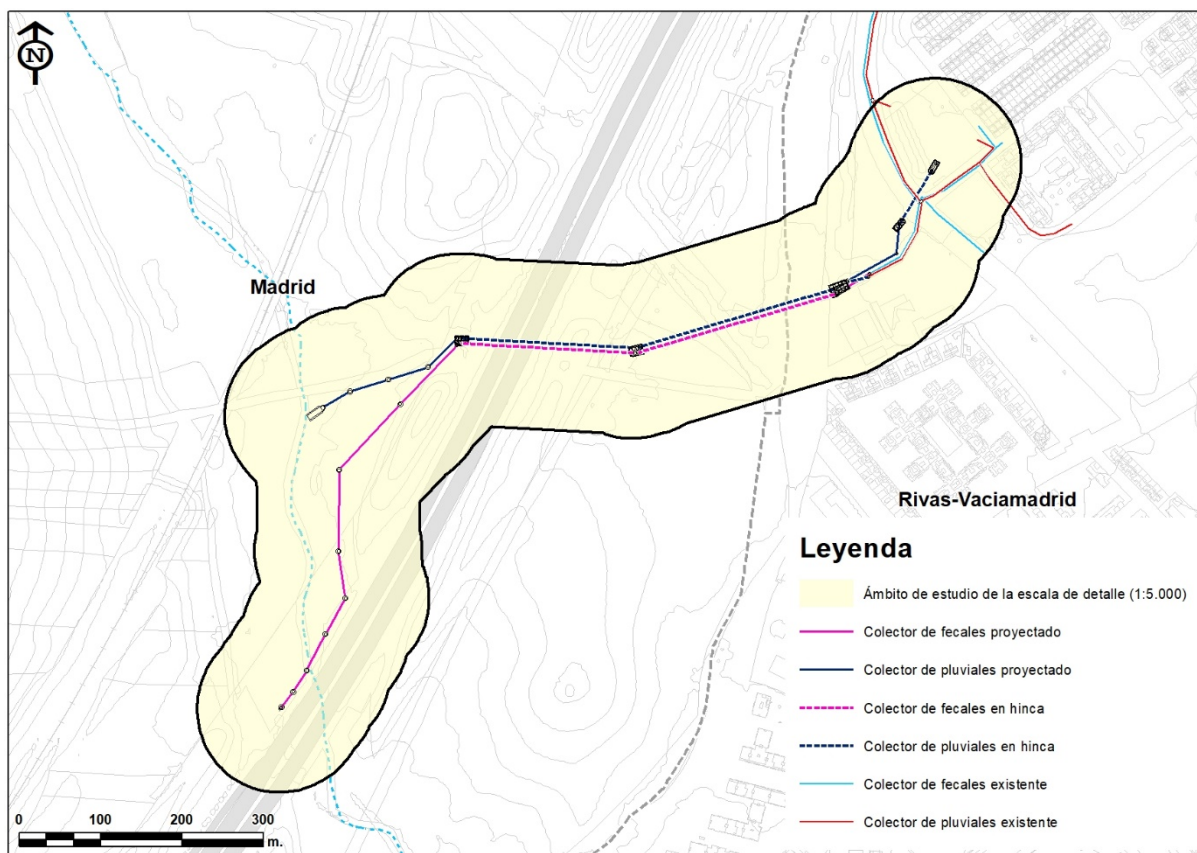 N
Madrid
Rivas-Vaciamadrid
Leyenda
Ámbito de estudio de la escala de detalle (1:5.000)
Colector de fecales proyectado
Colector de pluviales proyectado
Colector de fecales en hinca
Colector de pluviales en hinca
Colector de fecales existente
Colector de pluviales existente
0 100 200 300
m.